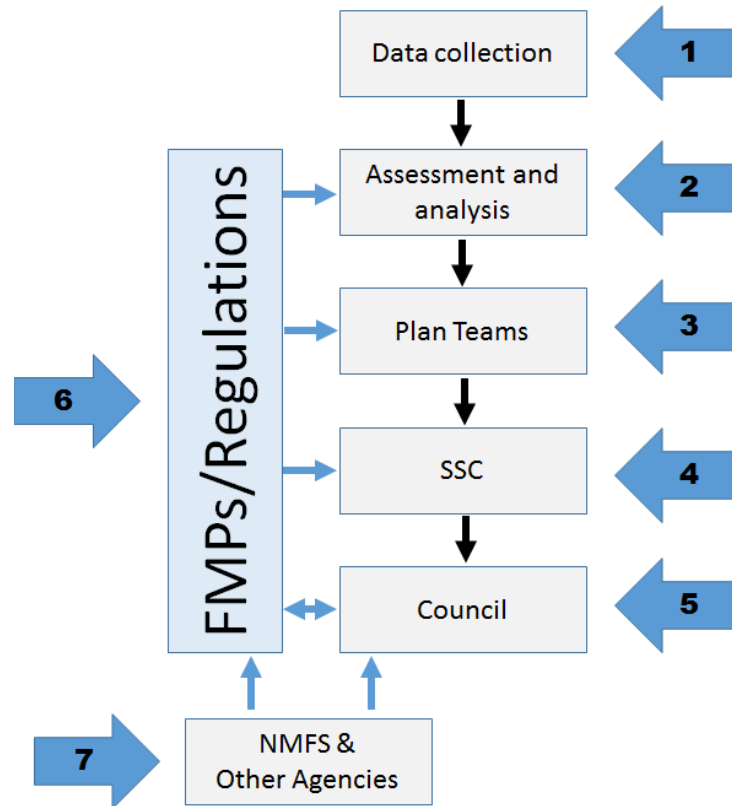 Data collection
1
Assessment and
analysis
2
Plan Teams
3
FMPs/Regulations
6
SSC
4
Council
5
NMFS &
Other Agencies
7